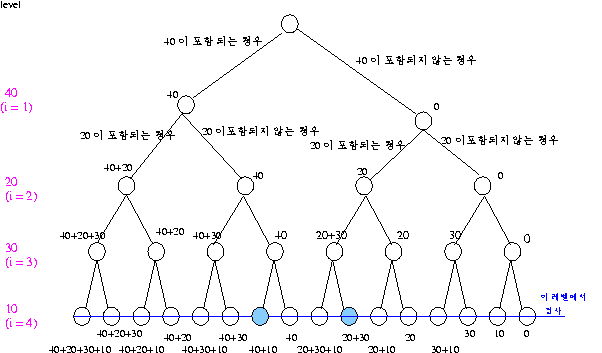 level
40 이 포함 되는 경우
40 이 포함되지 않는 경우
40
(i = 1)
40
0
20 이 포함되는 경우
20 이포함되지 않는 경우
20 이 포함되는 경우
20 이 포함되지 않는 경우
20
(i = 2)
40+20
40
20
0
30
(i = 3)
40+20+30
40+20
40+30
40
20+30
20
30
0
이 레벨에서
검사
10
(i = 4)
40+20+30
40+20
40+30
40
20+30
20
30
10
0
40+20+30+10
40+20+10
40+30+10
40+10
20+30+10
20+10
30+10